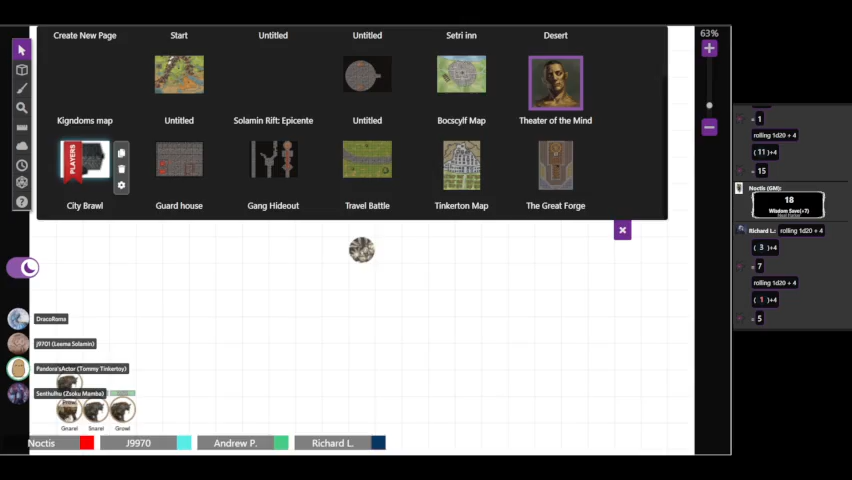 63%
Create New Page
Start
Untitled
Untitled
Setri inn
Desert
Kigndoms map
Untitled
Solamin Rift: Epicente
Untitled
Bocscylf Map
Theater of the Mind
PLAYERS
City Brawl
Guard house
Gang Hideout
Travel Battle
Tinkerton Map
The Great Forge
= 1
rolling 1d20 + 4
( 11 )+4
= 15
Noctis (GM):
18
Wisdom Save(+7)
Richard L.: rolling 1d20 + 4
( 3 )+4
= 7
rolling 1d20 + 4
( 1 )+4
= 5
DracoRoma
J9701 (Leema Solamin)
Pandora'sActor (Tommy Tinkertoy)
Senthulhu (Zsoku Mamba)
Gnarel
Snarel
Growl
Noctis
J9970
Andrew P.
Richard L.